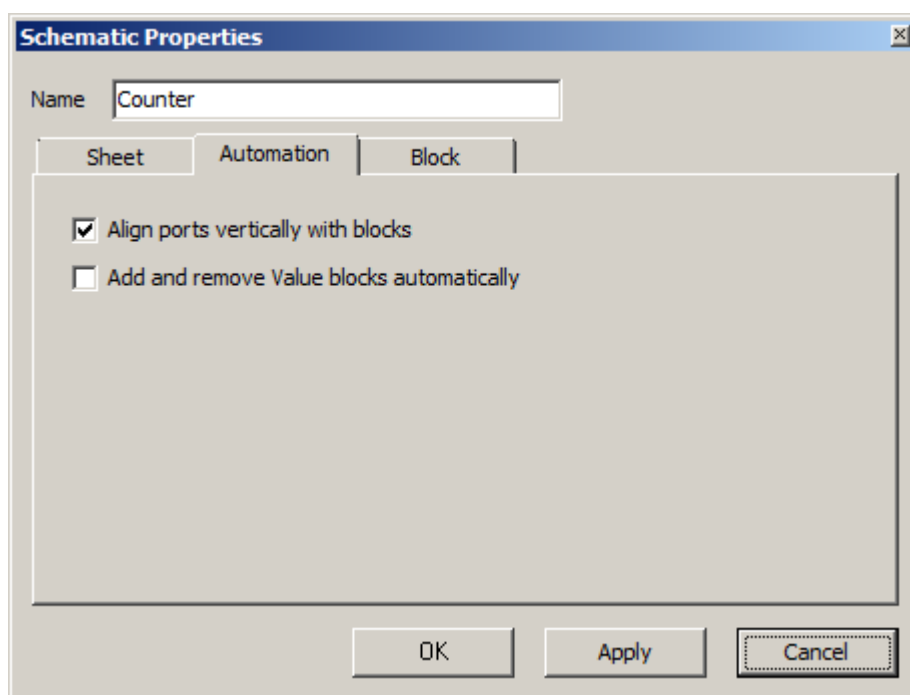 Schematic Properties
Name Counter
Sheet Automation Block
Align ports vertically with blocks
Add and remove Value blocks automatically
OK Apply Cancel